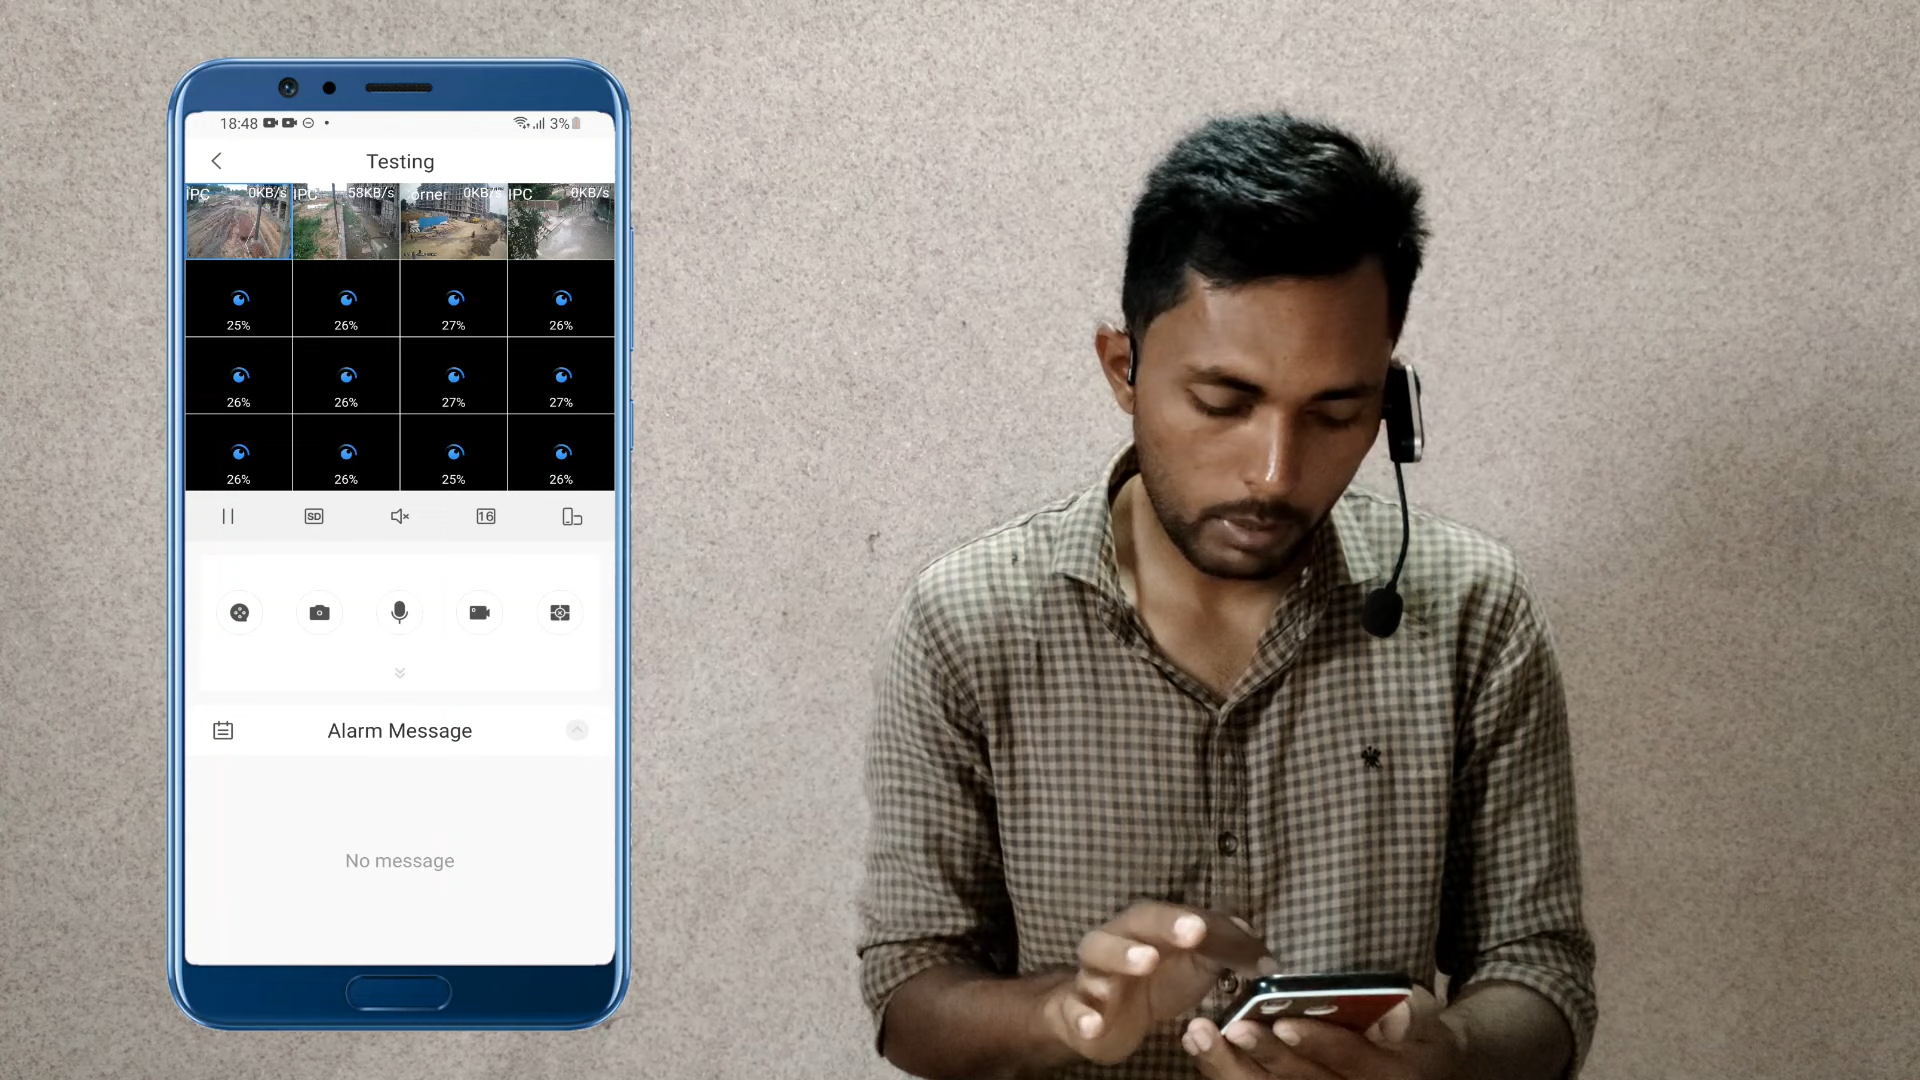 18:48 3%
Testing
IPC 0KB/s IPC 58KB/s orner 0KB/s IPC 0KB/s
25% 26% 27% 26%
26% 26% 27% 27%
26% 26% 25% 26%
SD 16
Alarm Message
No message